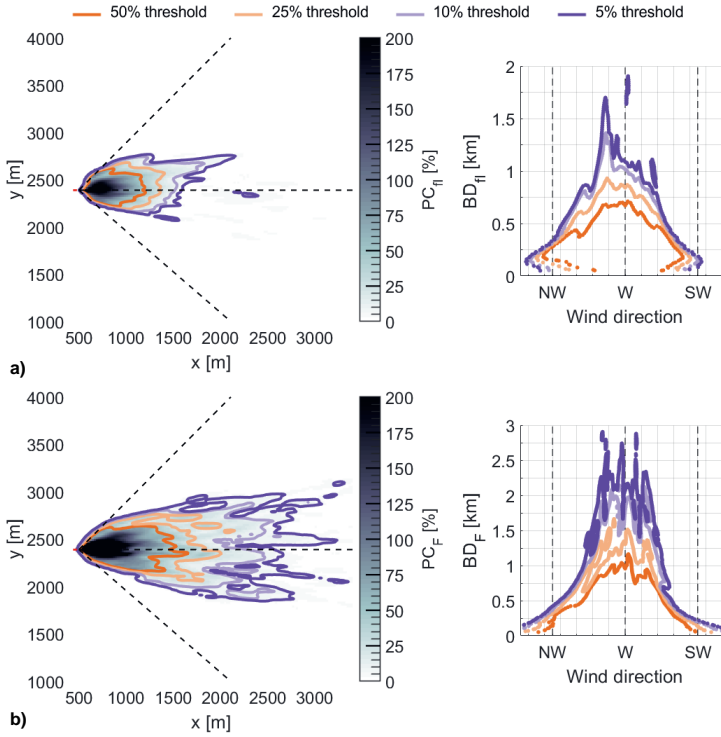 50% threshold 25% threshold 10% threshold 5% threshold
4000
3500
3000
2500
2000
1500
1000
y [m]
500 1000 1500 2000 2500 3000
x [m]
200
175
150
125
100
75
50
25
0
PC_fl [%]
2
1.5
1
0.5
0
BD_fl [km]
NW W SW
Wind direction
a)
4000
3500
3000
2500
2000
1500
1000
y [m]
500 1000 1500 2000 2500 3000
x [m]
200
175
150
125
100
75
50
25
0
PC_F [%]
3
2.5
2
1.5
1
0.5
0
BD_F [km]
NW W SW
Wind direction
b)